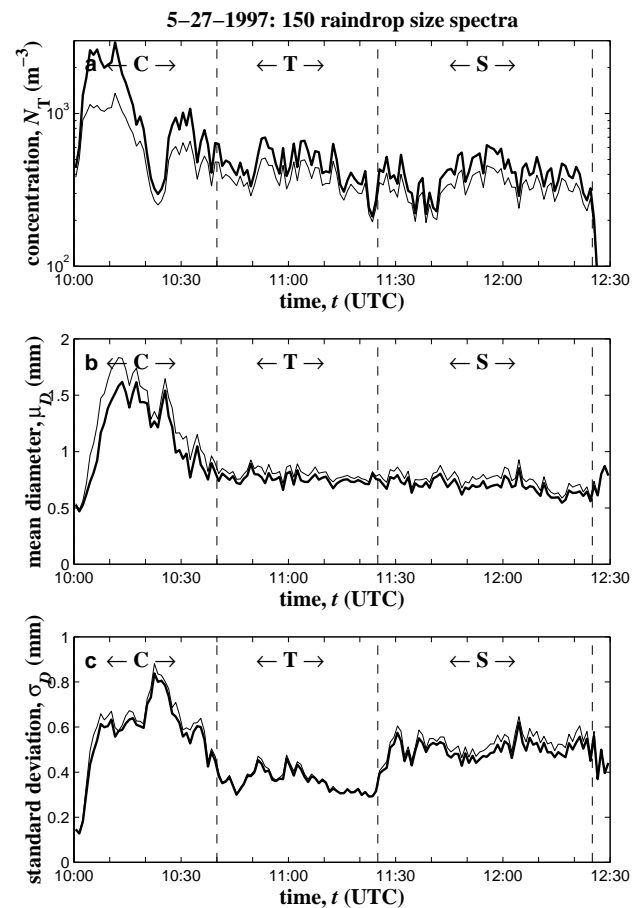 5–27–1997: 150 raindrop size spectra
concentration, N_T (m⁻³)
a ← C → ← T → ← S →
10³
10²
10:00 10:30 11:00 11:30 12:00 12:30
time, t (UTC)
mean diameter, μ_D (mm)
b ← C → ← T → ← S →
2
1.5
1
0.5
0
10:00 10:30 11:00 11:30 12:00 12:30
time, t (UTC)
standard deviation, σ_D (mm)
c ← C → ← T → ← S →
1
0.8
0.6
0.4
0.2
0
10:00 10:30 11:00 11:30 12:00 12:30
time, t (UTC)